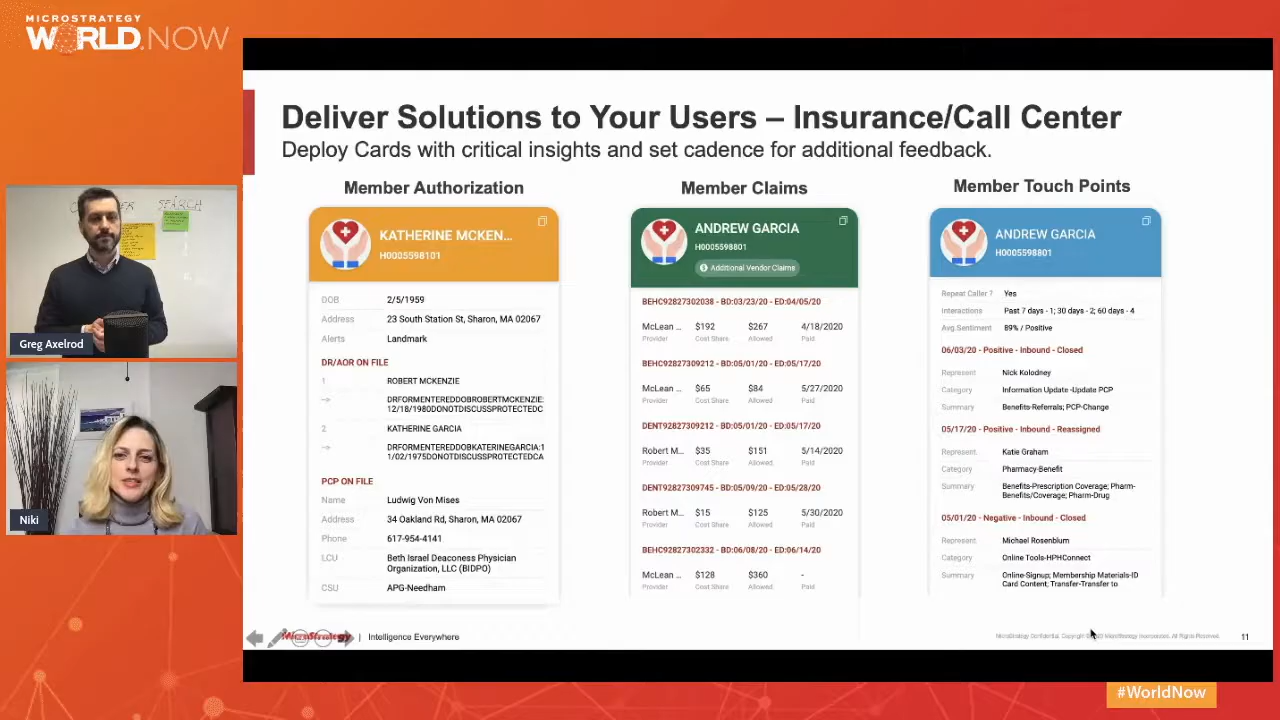 MICROSTRATEGY
WORLD.NOW
Deliver Solutions to Your Users – Insurance/Call Center
Deploy Cards with critical insights and set cadence for additional feedback.
Member Authorization
KATHERINE MCKEN...
H0005598101
DOB 2/5/1959
Address 23 South Station St, Sharon, MA 02067
Alerts Landmark
DR/AOR ON FILE
1 ROBERT MCKENZIE
--> DRFORMENTEREDDOBROBERTMCKENZIE:
12/18/1980DONOTDISCUSSPROTECTEDC
2 KATHERINE GARCIA
--> DRFORMENTEREDDOBKATERINEGARCIA:1
1/02/1975DONOTDISCUSSPROTECTEDCA
PCP ON FILE
Name Ludwig Von Mises
Address 34 Oakland Rd, Sharon, MA 02067
Phone 617-954-4141
LCU Beth Israel Deaconess Physician
Organization, LLC (BIDPO)
CSU APG-Needham
Member Claims
ANDREW GARCIA
H0005598801
Additional Vendor Claims
BEHC92827302038 - BD:03/23/20 - ED:04/05/20
McLean ... $192 $267 4/18/2020
Provider Cost Share Allowed Paid
BEHC92827309212 - BD:05/01/20 - ED:05/17/20
McLean ... $65 $84 5/27/2020
Provider Cost Share Allowed Paid
DENT92827309212 - BD:05/01/20 - ED:05/17/20
Robert M... $35 $151 5/14/2020
Provider Cost Share Allowed Paid
DENT92827309745 - BD:05/09/20 - ED:05/28/20
Robert M... $15 $125 5/30/2020
Provider Cost Share Allowed Paid
BEHC92827302332 - BD:06/08/20 - ED:06/14/20
McLean ... $128 $360 -
Provider Cost Share Allowed Paid
Member Touch Points
ANDREW GARCIA
H0005598801
Repeat Caller ? Yes
Interactions Past 7 days - 1; 30 days - 2; 60 days - 4
Avg.Sentiment 89% / Positive
06/03/20 - Positive - Inbound - Closed
Represent Nick Kolodney
Category Information Update -Update PCP
Summary Benefits-Referrals; PCP-Change
05/17/20 - Positive - Inbound - Reassigned
Represent. Katie Graham
Category Pharmacy-Benefit
Summary Benefits-Prescription Coverage; Pharm-
Benefits/Coverage; Pharm-Drug
05/01/20 - Negative - Inbound - Closed
Represent Michael Rosenblum
Category Online Tools-HPHConnect
Summary Online-Signup; Membership Materials-ID
Card Content; Transfer-Transfer to
MicroStrategy | Intelligence Everywhere
MicroStrategy Confidential. Copyright © MicroStrategy Incorporated. All Rights Reserved.
11
SEARCH
Greg Axelrod
Niki
#WorldNow